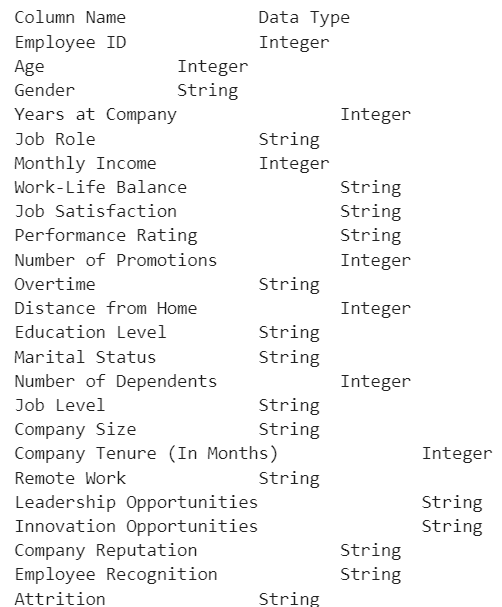 Column Name Data Type
Employee ID Integer
Age Integer
Gender String
Years at Company Integer
Job Role String
Monthly Income Integer
Work-Life Balance String
Job Satisfaction String
Performance Rating String
Number of Promotions Integer
Overtime String
Distance from Home Integer
Education Level String
Marital Status String
Number of Dependents Integer
Job Level String
Company Size String
Company Tenure (In Months) Integer
Remote Work String
Leadership Opportunities String
Innovation Opportunities String
Company Reputation String
Employee Recognition String
Attrition String